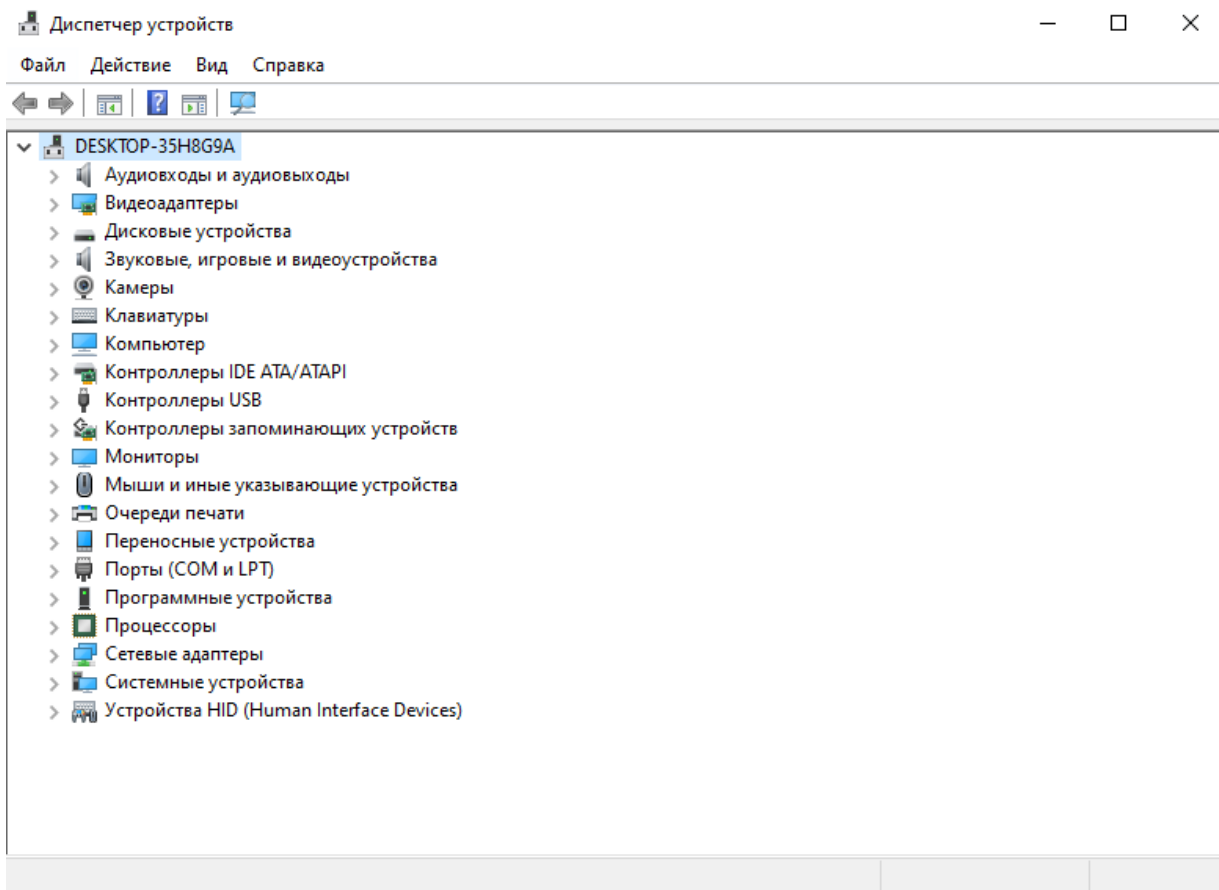 Диспетчер устройств
Файл Действие Вид Справка
DESKTOP-35H8G9A
Аудиовходы и аудиовыходы
Видеоадаптеры
Дисковые устройства
Звуковые, игровые и видеоустройства
Камеры
Клавиатуры
Компьютер
Контроллеры IDE ATA/ATAPI
Контроллеры USB
Контроллеры запоминающих устройств
Мониторы
Мыши и иные указывающие устройства
Очереди печати
Переносные устройства
Порты (COM и LPT)
Программные устройства
Процессоры
Сетевые адаптеры
Системные устройства
Устройства HID (Human Interface Devices)